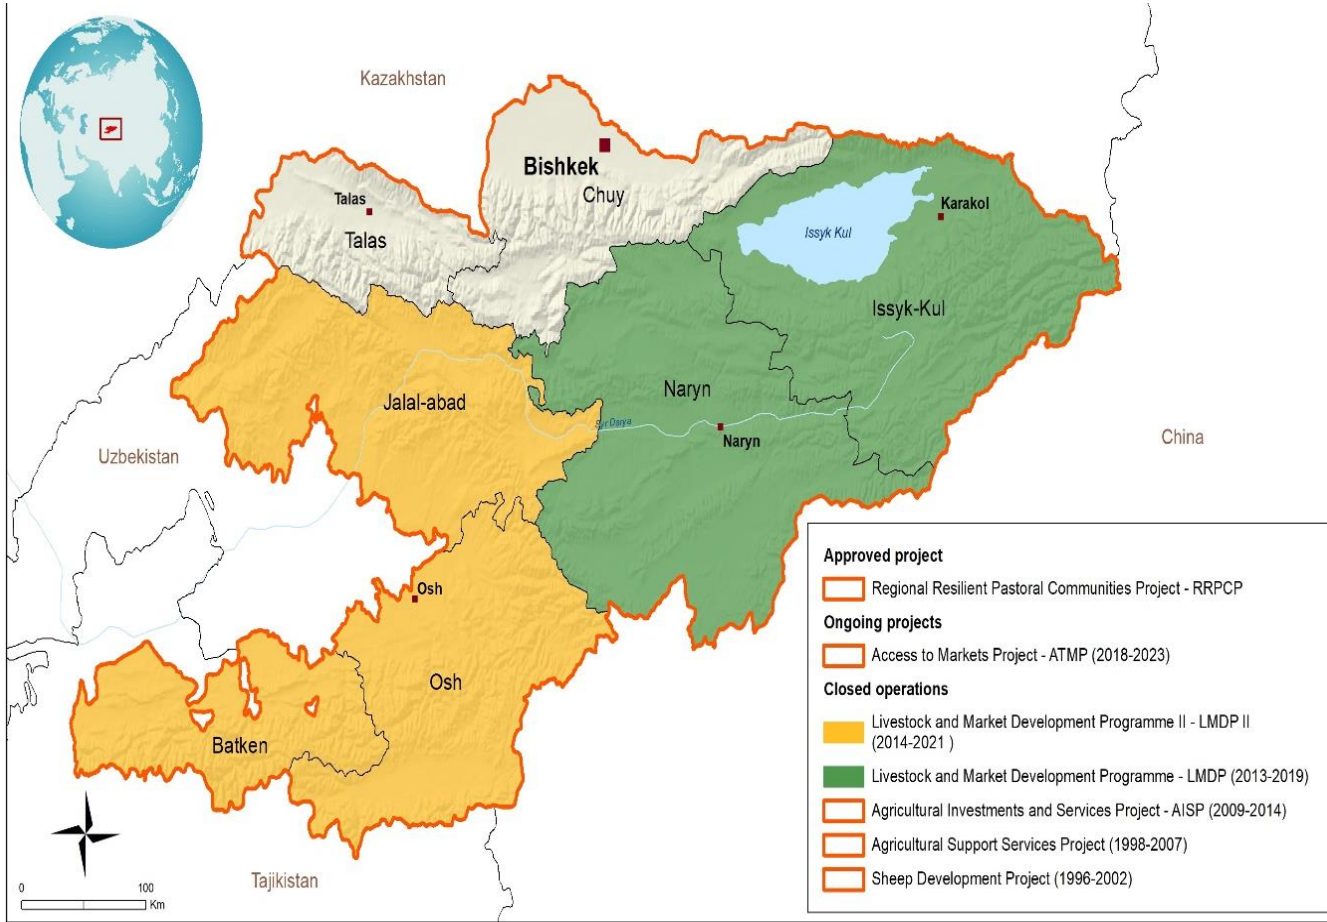 Kazakhstan
Bishkek
Chuy
Talas
Talas
Karakol
Issyk Kul
Issyk-Kul
Naryn
Jalal-abad
Syr Darya
Naryn
China
Uzbekistan
Osh
Osh
Batken
Tajikistan
0 100
Km
Approved project
Regional Resilient Pastoral Communities Project - RRPCP
Ongoing projects
Access to Markets Project - ATMP (2018-2023)
Closed operations
Livestock and Market Development Programme II - LMDP II
(2014-2021 )
Livestock and Market Development Programme - LMDP (2013-2019)
Agricultural Investments and Services Project - AISP (2009-2014)
Agricultural Support Services Project (1998-2007)
Sheep Development Project (1996-2002)